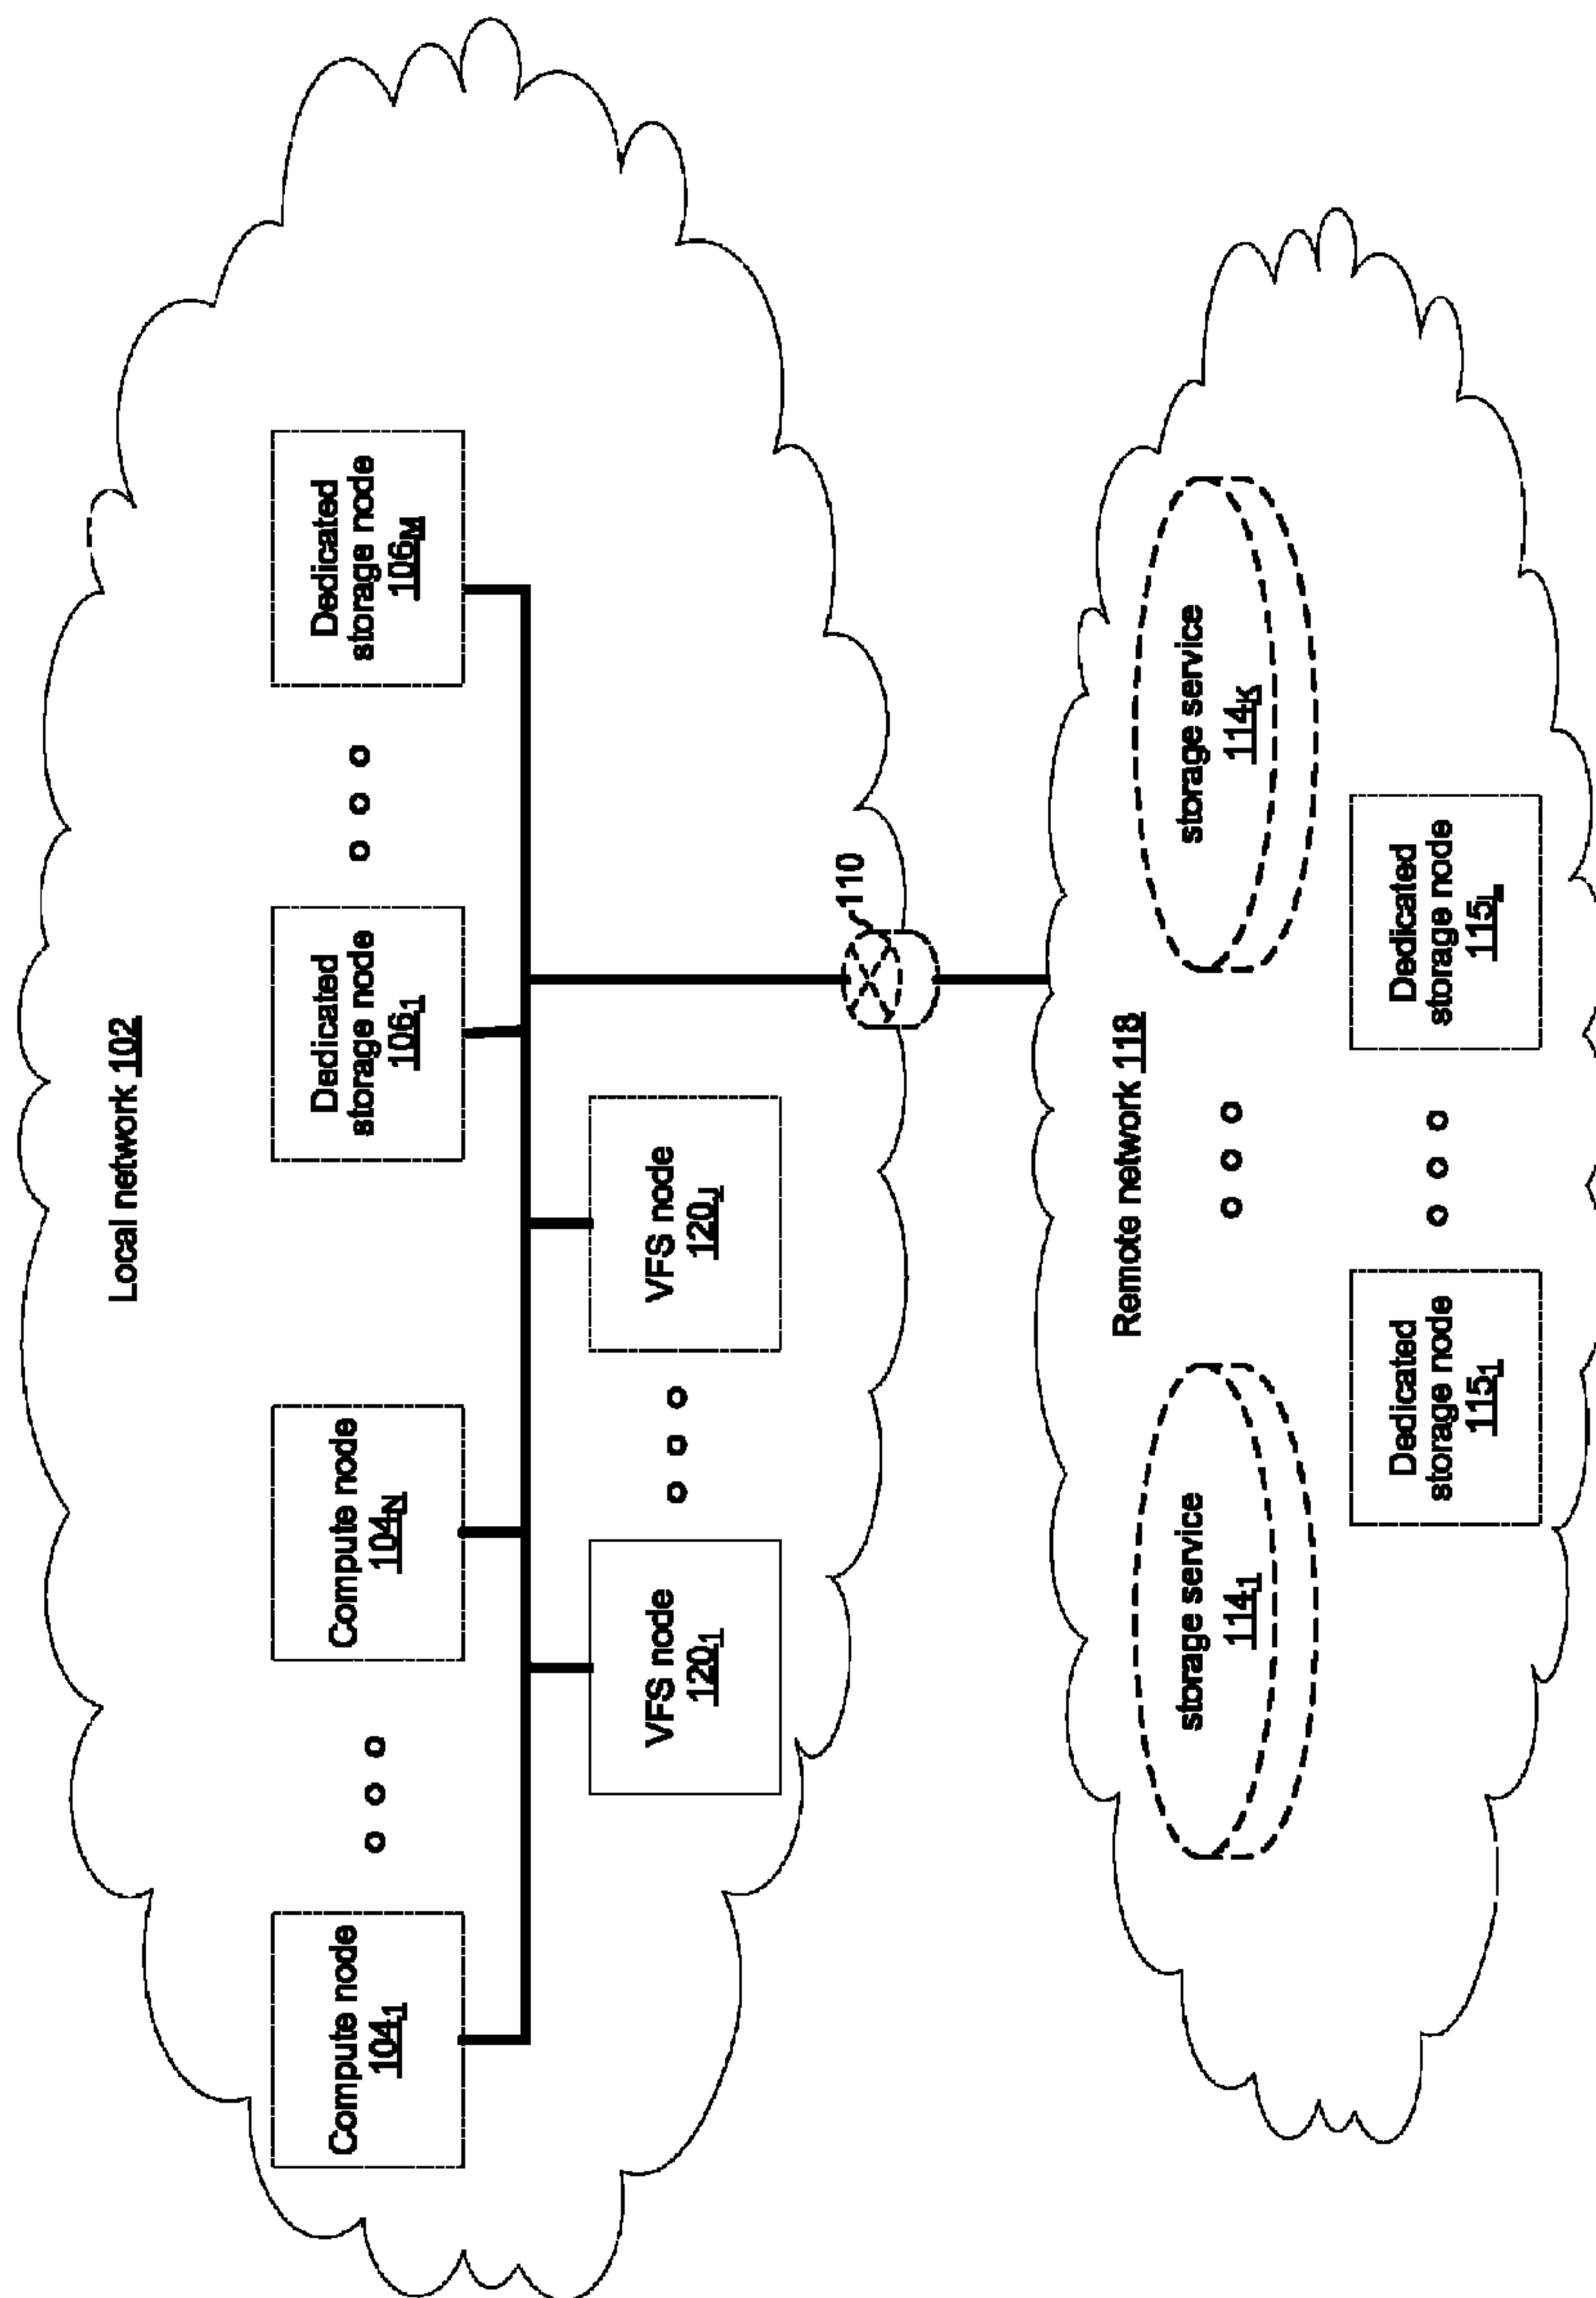 Local network 102
Compute node
104₁
Compute node
104N
Dedicated
storage node
106₁
Dedicated
storage node
106M
VFS node
120₁
VFS node
120J
110
Remote network 118
storage service
114₁
storage service
114K
Dedicated
storage node
115₁
Dedicated
storage node
115L